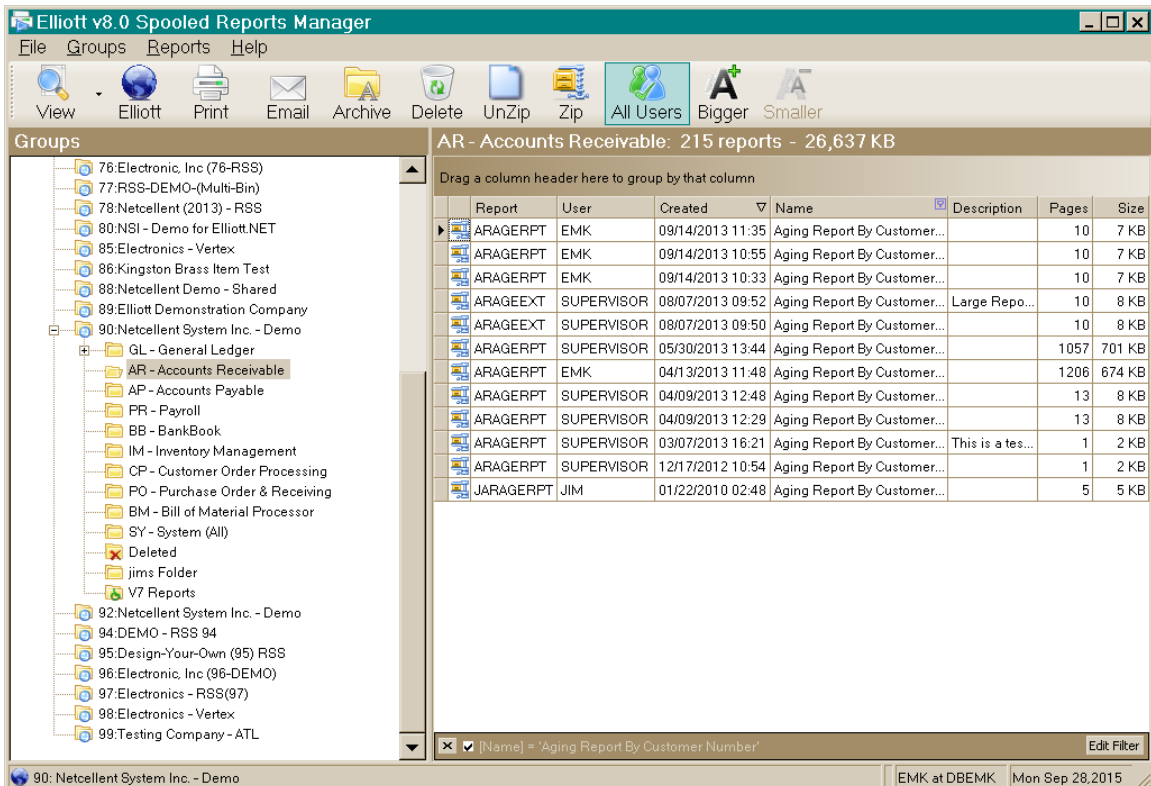 Elliott v8.0 Spooled Reports Manager
File Groups Reports Help
View Elliott Print Email Archive Delete UnZip Zip All Users Bigger Smaller
Groups
76:Electronic, Inc (76-RSS)
77:RSS-DEMO-(Multi-Bin)
78:Netcellent (2013) - RSS
80:NSI - Demo for Elliott.NET
85:Electronics - Vertex
86:Kingston Brass Item Test
88:Netcellent Demo - Shared
89:Elliott Demonstration Company
90:Netcellent System Inc. - Demo
GL - General Ledger
AR - Accounts Receivable
AP - Accounts Payable
PR - Payroll
BB - BankBook
IM - Inventory Management
CP - Customer Order Processing
PO - Purchase Order & Receiving
BM - Bill of Material Processor
SY - System (All)
Deleted
jims Folder
V7 Reports
92:Netcellent System Inc. - Demo
94:DEMO - RSS 94
95:Design-Your-Own (95) RSS
96:Electronic, Inc (96-DEMO)
97:Electronics - RSS(97)
98:Electronics - Vertex
99:Testing Company - ATL
AR - Accounts Receivable: 215 reports - 26,637 KB
Drag a column header here to group by that column
Report User Created Name Description Pages Size
ARAGERPT EMK 09/14/2013 11:35 Aging Report By Customer... 10 7 KB
ARAGERPT EMK 09/14/2013 10:55 Aging Report By Customer... 10 7 KB
ARAGERPT EMK 09/14/2013 10:33 Aging Report By Customer... 10 7 KB
ARAGEEXT SUPERVISOR 08/07/2013 09:52 Aging Report By Customer... Large Repo... 10 8 KB
ARAGEEXT SUPERVISOR 08/07/2013 09:50 Aging Report By Customer... 10 8 KB
ARAGERPT SUPERVISOR 05/30/2013 13:44 Aging Report By Customer... 1057 701 KB
ARAGERPT EMK 04/13/2013 11:48 Aging Report By Customer... 1206 674 KB
ARAGERPT SUPERVISOR 04/09/2013 12:48 Aging Report By Customer... 13 8 KB
ARAGERPT SUPERVISOR 04/09/2013 12:29 Aging Report By Customer... 13 8 KB
ARAGERPT SUPERVISOR 03/07/2013 16:21 Aging Report By Customer... This is a tes... 1 2 KB
ARAGERPT SUPERVISOR 12/17/2012 10:54 Aging Report By Customer... 1 2 KB
JARAGERPT JIM 01/22/2010 02:48 Aging Report By Customer... 5 5 KB
[Name] = 'Aging Report By Customer Number' Edit Filter
90: Netcellent System Inc. - Demo EMK at DBEMK Mon Sep 28,2015